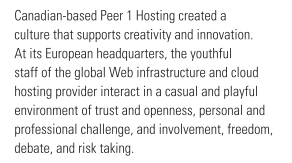 Canadian-based Peer 1 Hosting created a
culture that supports creativity and innovation.
At its European headquarters, the youthful
staff of the global Web infrastructure and cloud
hosting provider interact in a casual and playful
environment of trust and openness, personal and
professional challenge, and involvement, freedom,
debate, and risk taking.